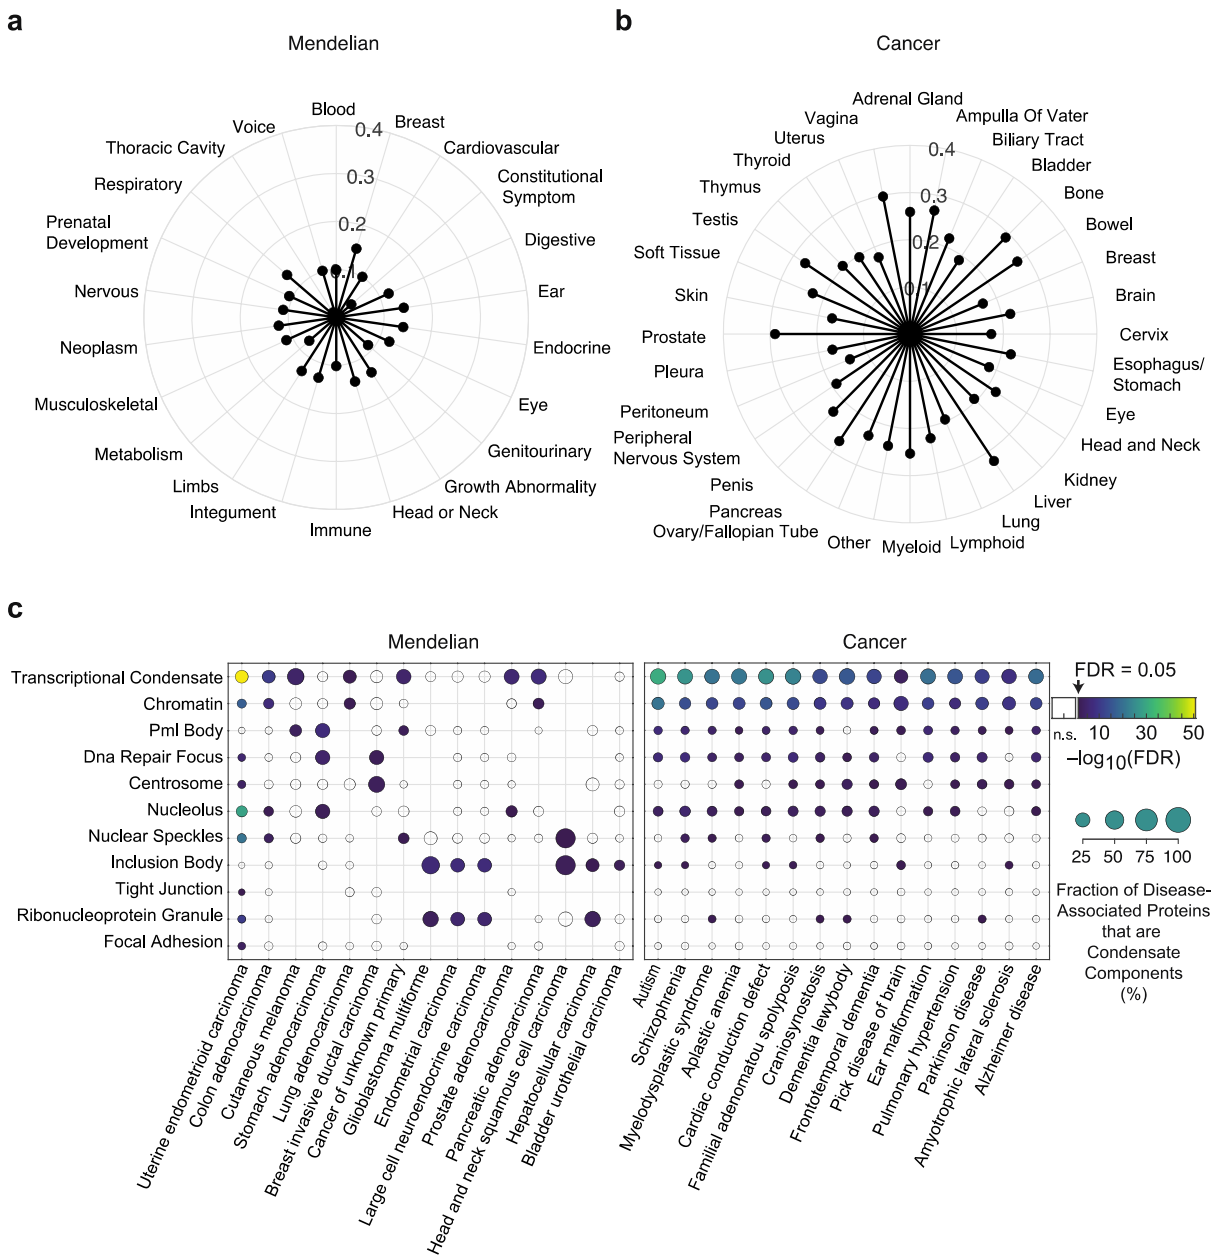 a
Mendelian
Blood
Breast
Cardiovascular
Constitutional
Symptom
Digestive
Ear
Endocrine
Eye
Genitourinary
Growth Abnormality
Head or Neck
Immune
Integument
Limbs
Metabolism
Musculoskeletal
Neoplasm
Nervous
Prenatal
Development
Respiratory
Thoracic Cavity
Voice
0.4
0.3
0.2
0.1
b
Cancer
Adrenal Gland
Ampulla Of Vater
Biliary Tract
Bladder
Bone
Bowel
Breast
Brain
Cervix
Esophagus/
Stomach
Eye
Head and Neck
Kidney
Liver
Lung
Lymphoid
Myeloid
Other
Ovary/Fallopian Tube
Pancreas
Penis
Peripheral
Nervous System
Peritoneum
Pleura
Prostate
Skin
Soft Tissue
Testis
Thymus
Thyroid
Uterus
Vagina
0.4
0.3
0.2
0.1
c
Mendelian
Cancer
Transcriptional Condensate
Chromatin
Pml Body
Dna Repair Focus
Centrosome
Nucleolus
Nuclear Speckles
Inclusion Body
Tight Junction
Ribonucleoprotein Granule
Focal Adhesion
Uterine endometrioid carcinoma
Colon adenocarcinoma
Cutaneous melanoma
Stomach adenocarcinoma
Lung adenocarcinoma
Breast invasive ductal carcinoma
Cancer of unknown primary
Glioblastoma multiforme
Endometrial carcinoma
Large cell neuroendocrine carcinoma
Prostate adenocarcinoma
Pancreatic adenocarcinoma
Head and neck squamous cell carcinoma
Hepatocellular carcinoma
Bladder urothelial carcinoma
Autism
Schizophrenia
Myelodysplastic syndrome
Aplastic anemia
Cardiac conduction defect
Familial adenomatou spolyposis
Craniosynostosis
Dementia lewybody
Frontotemporal dementia
Pick disease of brain
Ear malformation
Pulmonary hypertension
Parkinson disease
Amyotrophic lateral sclerosis
Alzheimer disease
FDR = 0.05
n.s. 10 30 50
−log10(FDR)
25 50 75 100
Fraction of Disease-
Associated Proteins
that are
Condensate
Components
(%)